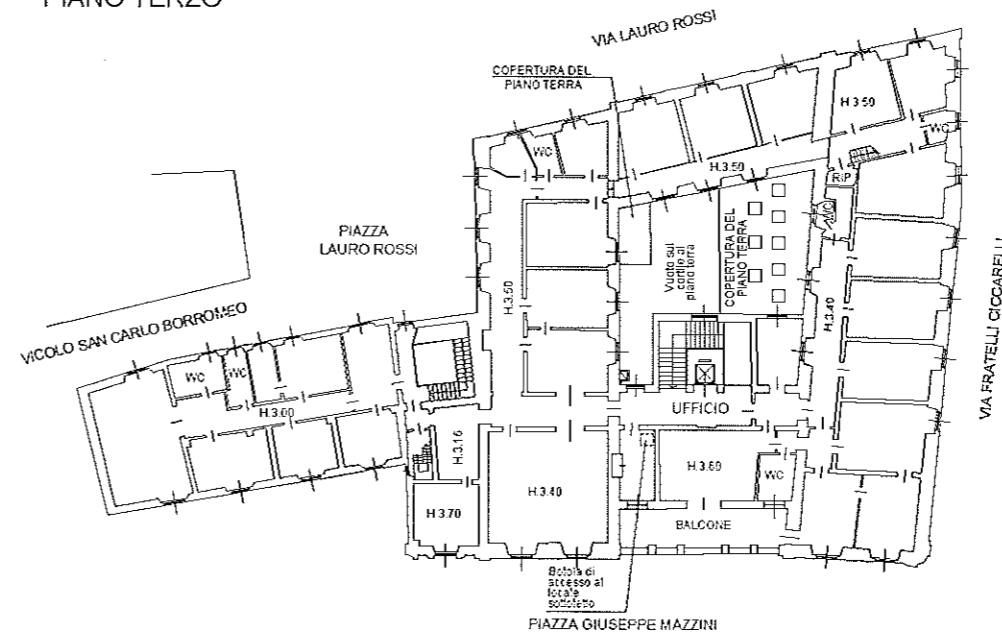 PIANO TERZO
VIA LAURO ROSSI
COPERTURA DEL
PIANO TERRA
H.3.50
WC
WC
H.3.50
RIP
WC
PIAZZA
LAURO ROSSI
Vuoto sul
cortile al
piano terra
COPERTURA DEL
PIANO TERRA
H.3.50
H.3.40
VIA FRATELLI CICCARELLI
VICOLO SAN CARLO BORROMEO
WC
WC
H.3.00
UFFICIO
H.3.16
H.3.60
WC
H.3.40
H.3.70
BALCONE
Botola di
accesso al
locale
sottotetto
PIAZZA GIUSEPPE MAZZINI